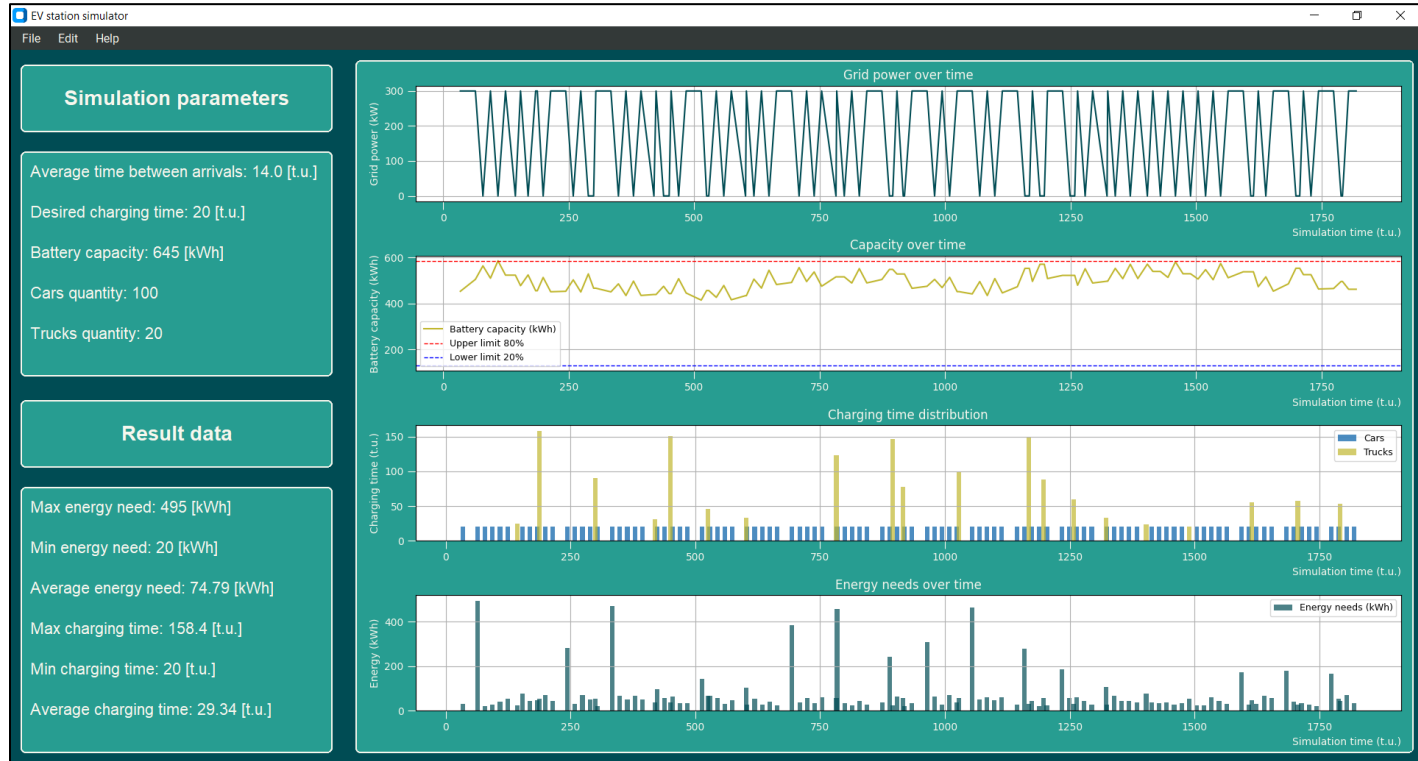 EV station simulator
File Edit Help
Simulation parameters
Average time between arrivals: 14.0 [t.u.]
Desired charging time: 20 [t.u.]
Battery capacity: 645 [kWh]
Cars quantity: 100
Trucks quantity: 20
Result data
Max energy need: 495 [kWh]
Min energy need: 20 [kWh]
Average energy need: 74.79 [kWh]
Max charging time: 158.4 [t.u.]
Min charging time: 20 [t.u.]
Average charging time: 29.34 [t.u.]
Grid power over time
Grid power (kW)
300
200
100
0
0 250 500 750 1000 1250 1500 1750
Simulation time (t.u.)
Capacity over time
Battery capacity (kWh)
600
400
200
Battery capacity (kWh)
Upper limit 80%
Lower limit 20%
0 250 500 750 1000 1250 1500 1750
Simulation time (t.u.)
Charging time distribution
Charging time (t.u.)
150
100
50
0
Cars
Trucks
0 250 500 750 1000 1250 1500 1750
Simulation time (t.u.)
Energy needs over time
Energy (kWh)
400
200
0
Energy needs (kWh)
0 250 500 750 1000 1250 1500 1750
Simulation time (t.u.)